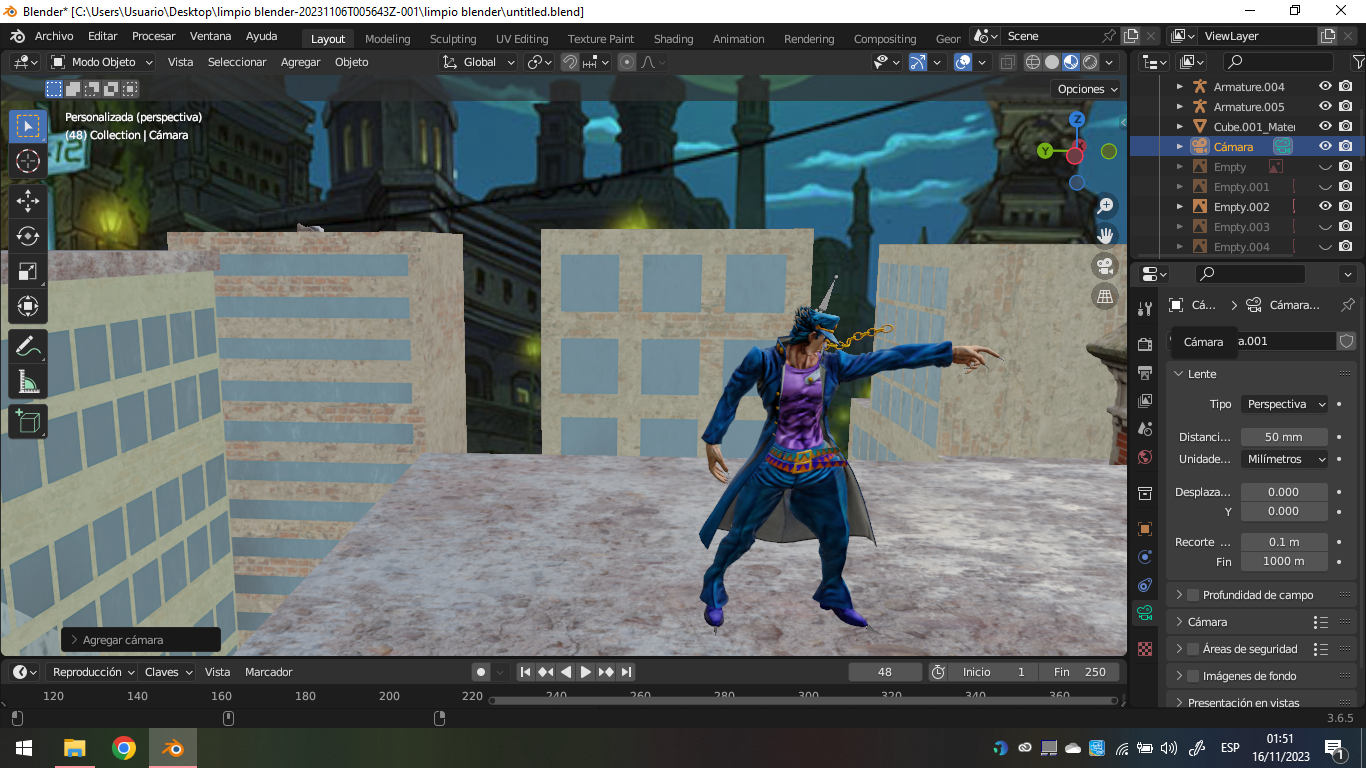 Blender* [C:\Users\Usuario\Desktop\limpio blender-20231106T005643Z-001\limpio blender\untitled.blend]
Archivo Editar Procesar Ventana Ayuda Layout Modeling Sculpting UV Editing Texture Paint Shading Animation Rendering Compositing Geor Scene ViewLayer
Modo Objeto Vista Seleccionar Agregar Objeto Global
Opciones
Personalizada (perspectiva)
(48) Collection | Cámara
Z
Y
Armature.004
Armature.005
Cube.001_Mater
Cámara
Empty
Empty.001
Empty.002
Empty.003
Empty.004
Cá... Cámara...
Cámara a.001
Lente
Tipo Perspectiva
Distanci... 50 mm
Unidade... Milímetros
Desplaza... 0.000
Y 0.000
Recorte ... 0.1 m
Fin 1000 m
Profundidad de campo
Cámara
Áreas de seguridad
Imágenes de fondo
Presentación en vistas
Agregar cámara
Reproducción Claves Vista Marcador 48 Inicio 1 Fin 250
120 140 160 180 200 220 240 260 280 300 320 340 360
3.6.5
ESP
01:51
16/11/2023
1